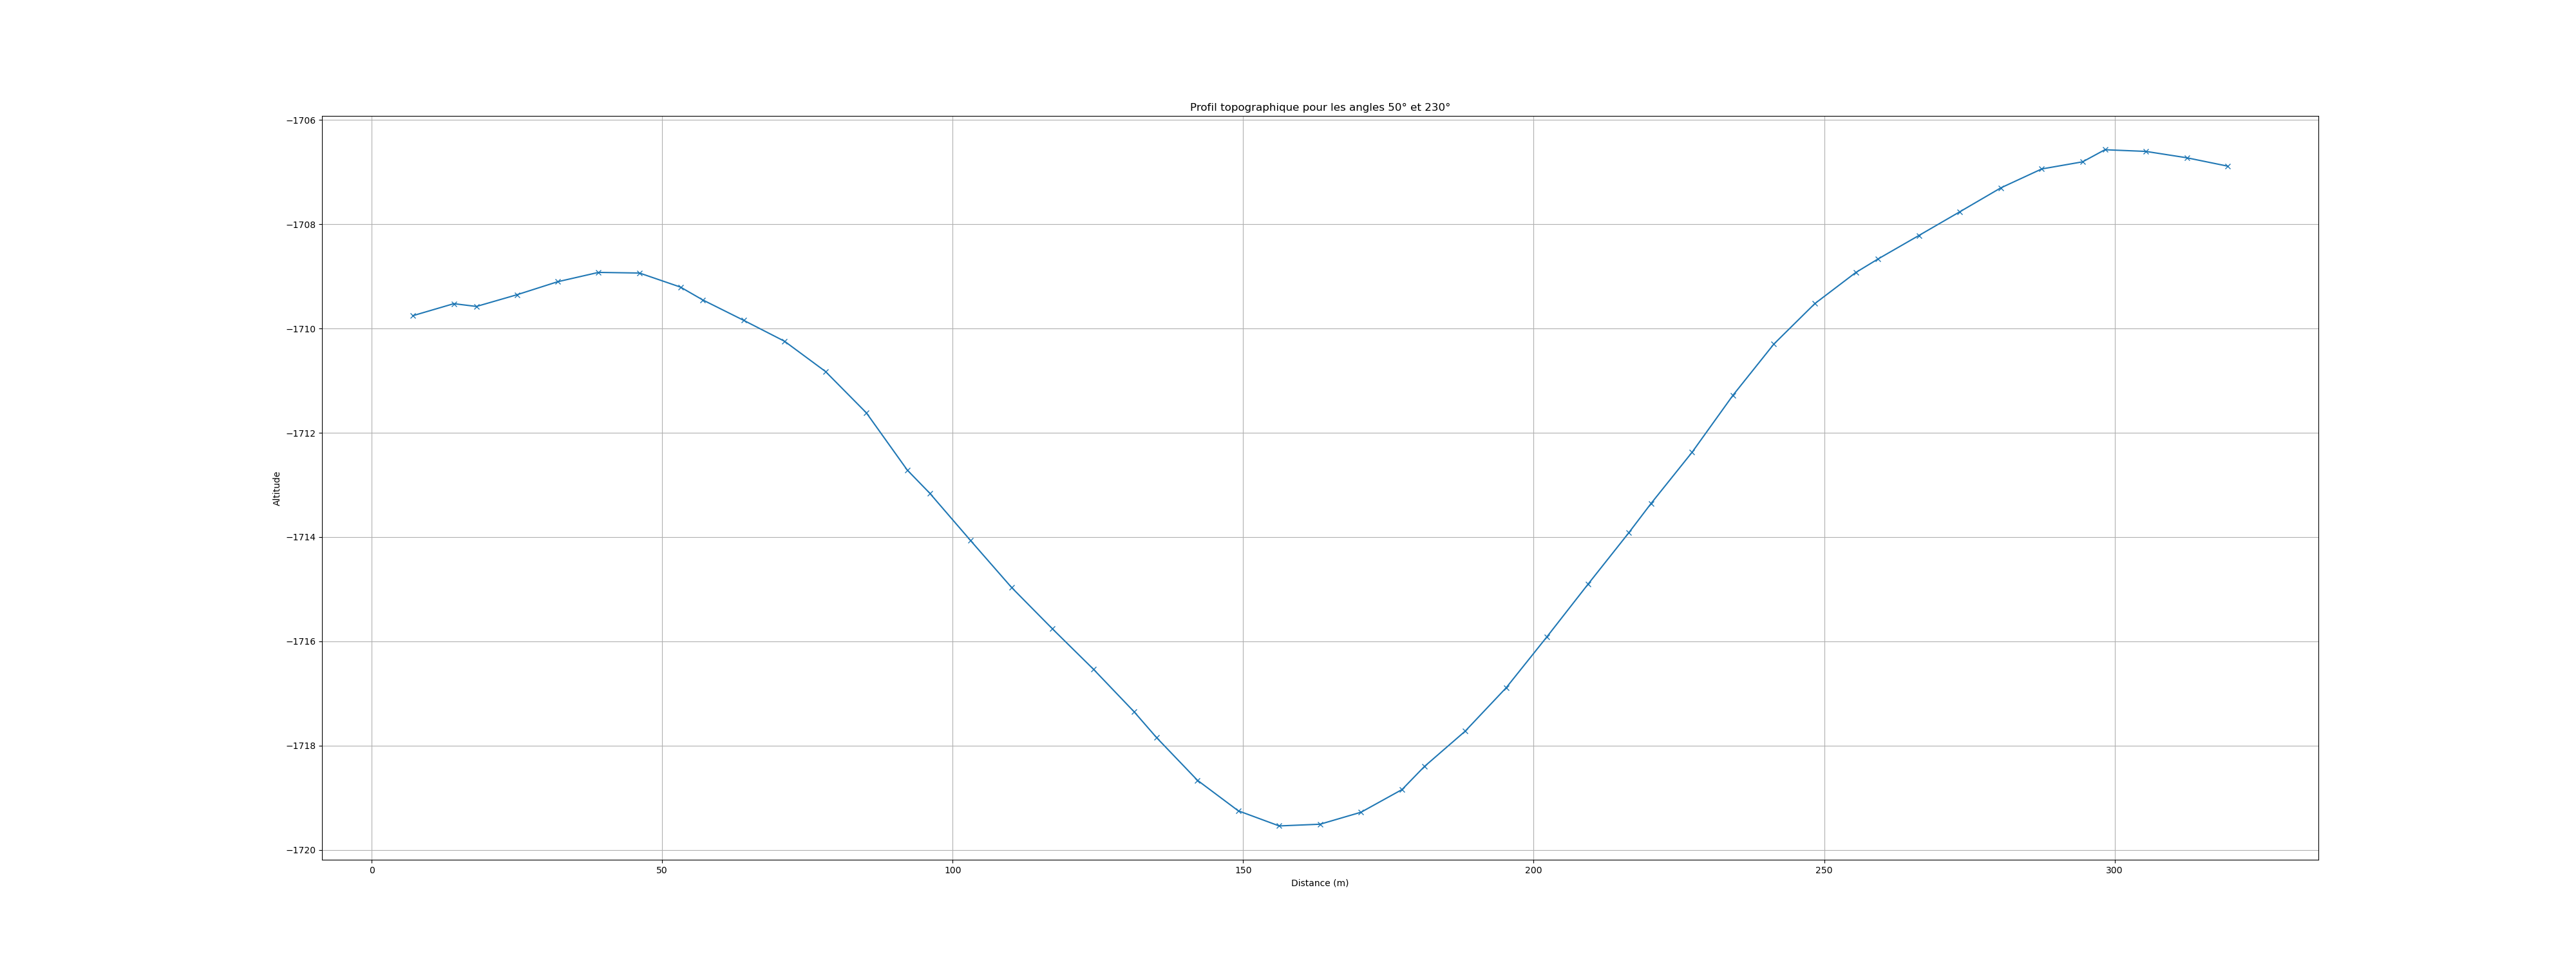 Profil topographique pour les angles 50° et 230°
Altitude
−1706
−1708
−1710
−1712
−1714
−1716
−1718
−1720
0 50 100 150 200 250 300
Distance (m)